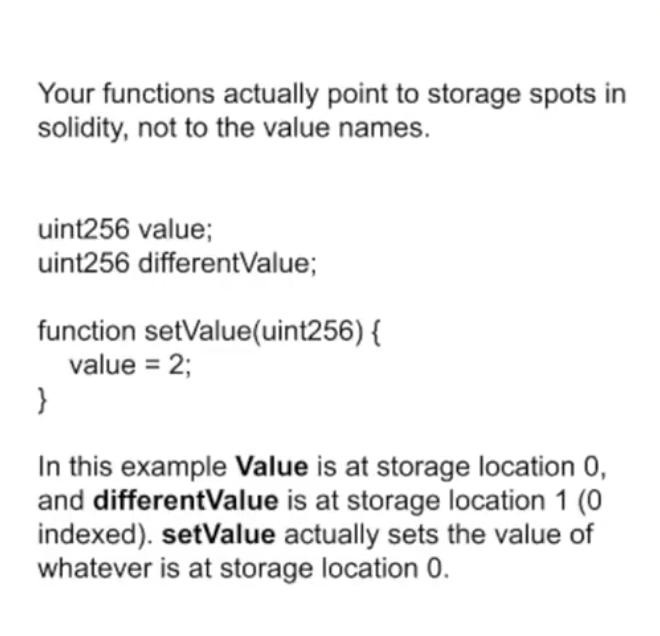 Your functions actually point to storage spots in
solidity, not to the value names.
uint256 value;
uint256 differentValue;
function setValue(uint256) {
value = 2;
}
In this example Value is at storage location 0,
and differentValue is at storage location 1 (0
indexed). setValue actually sets the value of
whatever is at storage location 0.